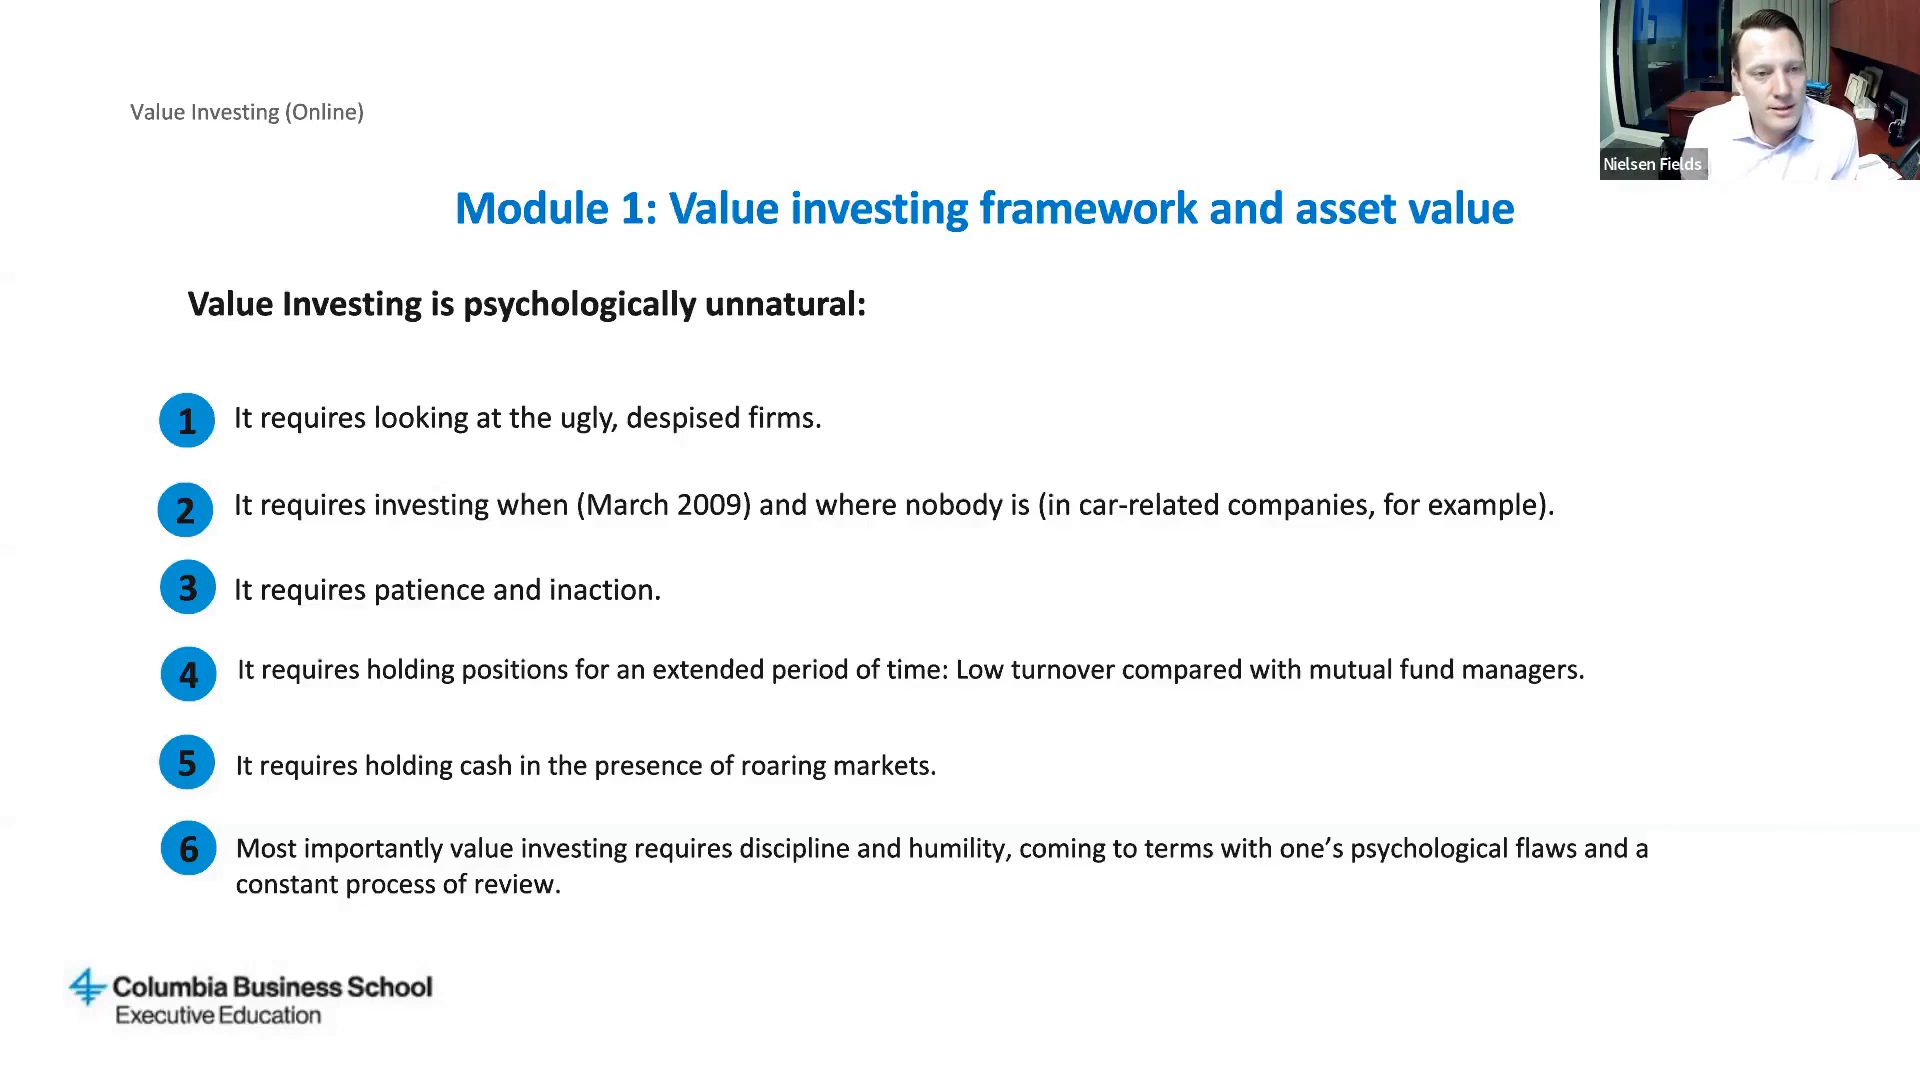 Value Investing (Online)
Nielsen Fields
Module 1: Value investing framework and asset value
Value Investing is psychologically unnatural:
1 It requires looking at the ugly, despised firms.
2 It requires investing when (March 2009) and where nobody is (in car-related companies, for example).
3 It requires patience and inaction.
4 It requires holding positions for an extended period of time: Low turnover compared with mutual fund managers.
5 It requires holding cash in the presence of roaring markets.
6 Most importantly value investing requires discipline and humility, coming to terms with one’s psychological flaws and a
constant process of review.
Columbia Business School
Executive Education